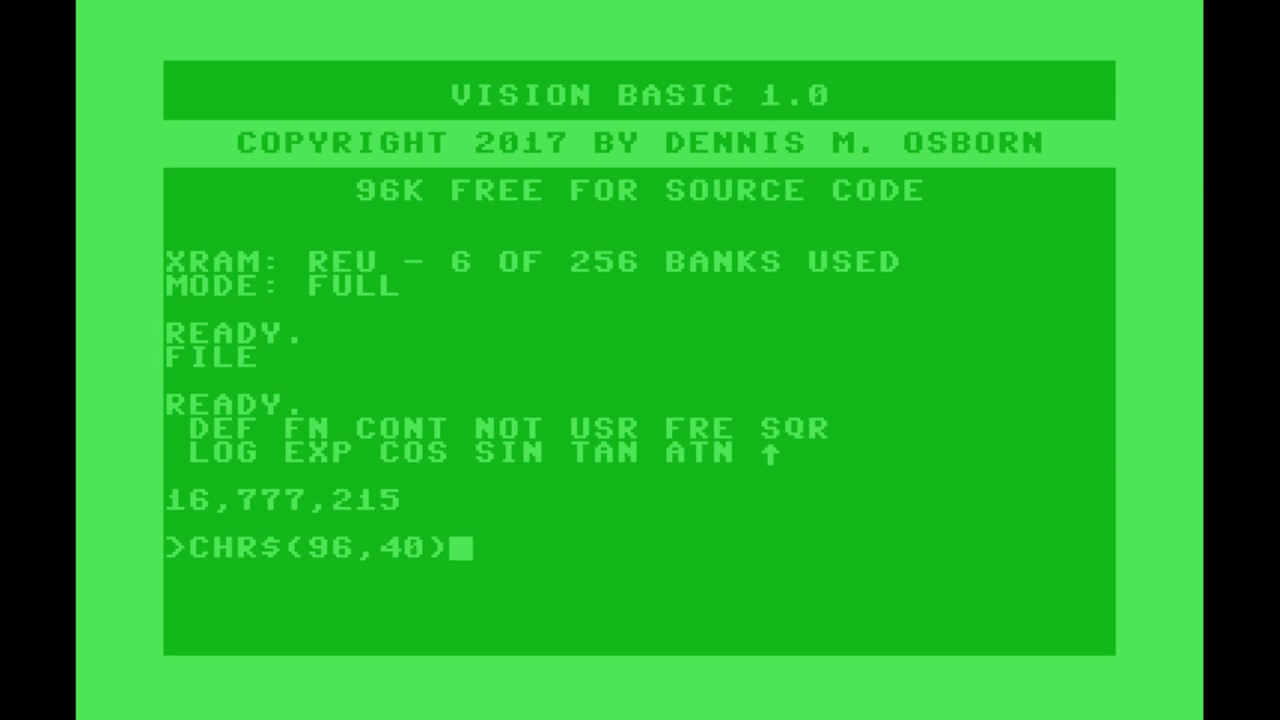 VISION BASIC 1.0
COPYRIGHT 2017 BY DENNIS M. OSBORN
96K FREE FOR SOURCE CODE
XRAM: REU - 6 OF 256 BANKS USED
MODE: FULL
READY.
FILE
READY.
DEF FN CONT NOT USR FRE SQR
LOG EXP COS SIN TAN ATN ↑
16,777,215
>CHR$(96,40)